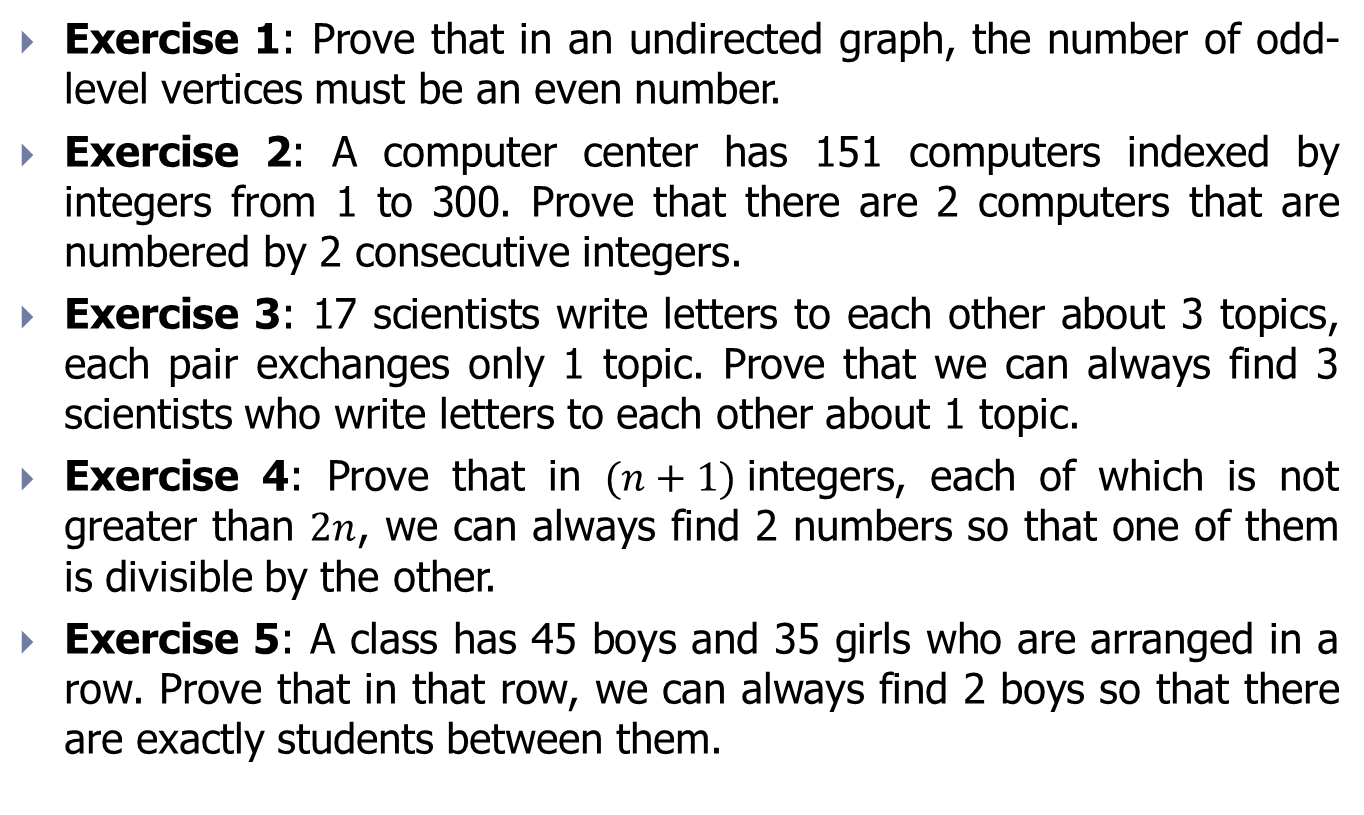 Exercise 1: Prove that in an undirected graph, the number of odd-
level vertices must be an even number.
Exercise 2: A computer center has 151 computers indexed by
integers from 1 to 300. Prove that there are 2 computers that are
numbered by 2 consecutive integers.
Exercise 3: 17 scientists write letters to each other about 3 topics,
each pair exchanges only 1 topic. Prove that we can always find 3
scientists who write letters to each other about 1 topic.
Exercise 4: Prove that in (n + 1) integers, each of which is not
greater than 2n, we can always find 2 numbers so that one of them
is divisible by the other.
Exercise 5: A class has 45 boys and 35 girls who are arranged in a
row. Prove that in that row, we can always find 2 boys so that there
are exactly students between them.